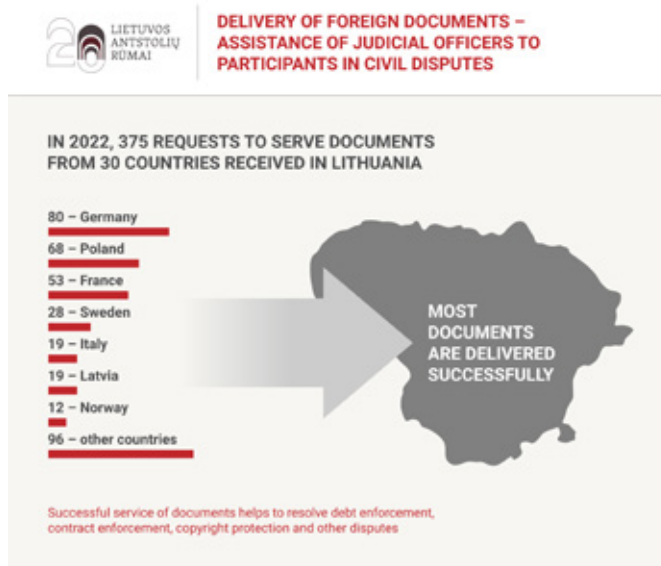 20
LIETUVOS
ANTSTOLIŲ
RŪMAI
DELIVERY OF FOREIGN DOCUMENTS –
ASSISTANCE OF JUDICIAL OFFICERS TO
PARTICIPANTS IN CIVIL DISPUTES
IN 2022, 375 REQUESTS TO SERVE DOCUMENTS
FROM 30 COUNTRIES RECEIVED IN LITHUANIA
80 – Germany
68 – Poland
53 – France
28 – Sweden
19 – Italy
19 – Latvia
12 – Norway
96 – other countries
MOST
DOCUMENTS
ARE DELIVERED
SUCCESSFULLY
Successful service of documents helps to resolve debt enforcement,
contract enforcement, copyright protection and other disputes